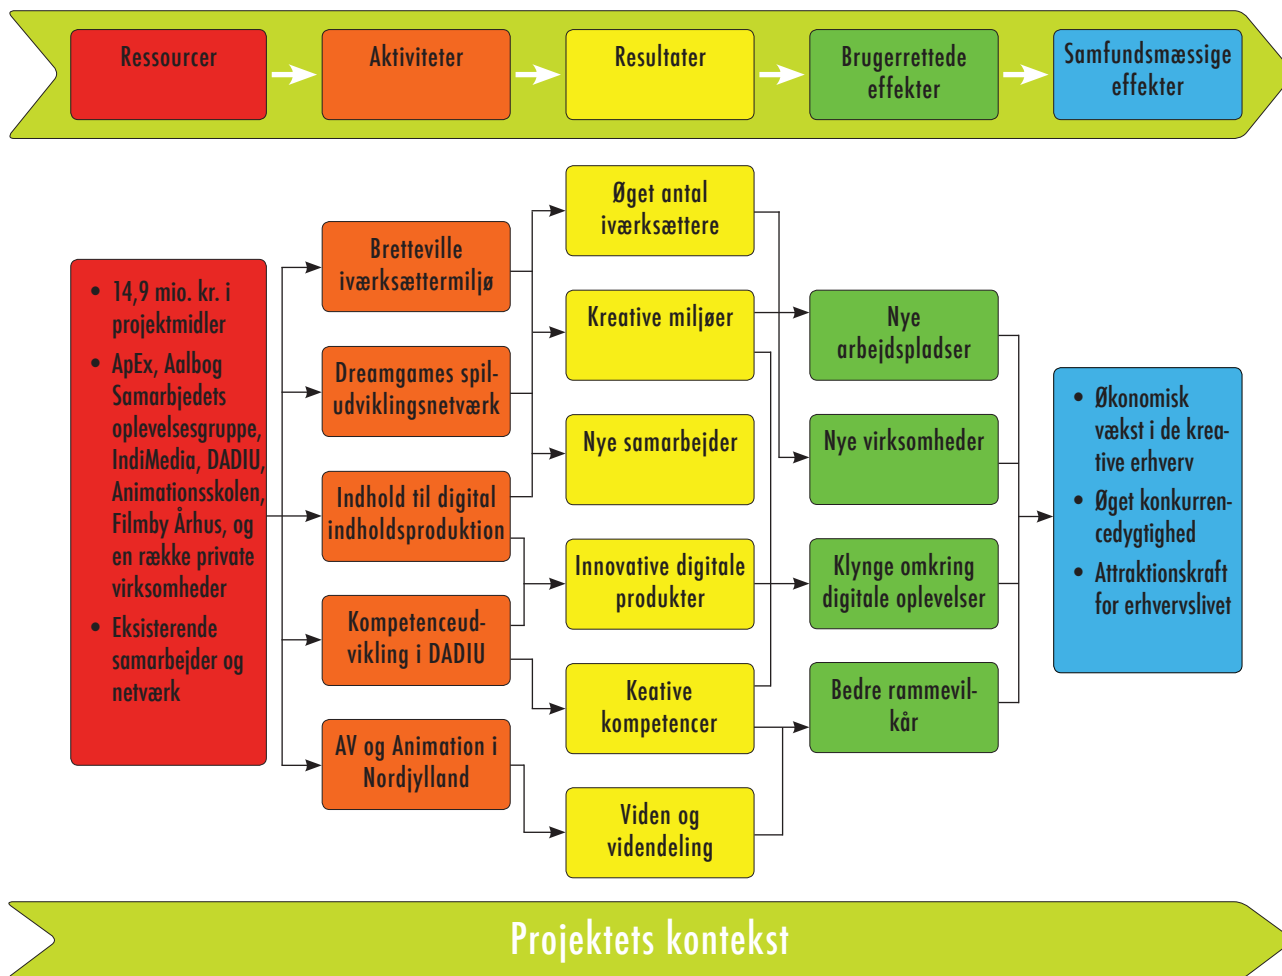 Ressourcer
Aktiviteter
Resultater
Brugerrettede
effekter
Samfundsmæssige
effekter
• 14,9 mio. kr. i
projektmidler
• ApEx, Aalbog
Samarbjedets
oplevelsesgruppe,
IndiMedia, DADIU,
Animationsskolen,
Filmby Århus, og
en række private
virksomheder
• Eksisterende
samarbejder og
netværk
Bretteville
iværksættermiljø
Dreamgames spil-
udviklingsnetværk
Indhold til digital
indholdsproduktion
Kompetenceud-
vikling i DADIU
AV og Animation i
Nordjylland
Øget antal
iværksættere
Kreative miljøer
Nye samarbejder
Innovative digitale
produkter
Keative
kompetencer
Viden og
videndeling
Nye
arbejdspladser
Nye virksomheder
Klynge omkring
digitale oplevelser
Bedre rammevil-
kår
• Økonomisk
vækst i de krea-
tive erhverv
• Øget konkurren-
cedygtighed
• Attraktionskraft
for erhvervslivet
Projektets kontekst